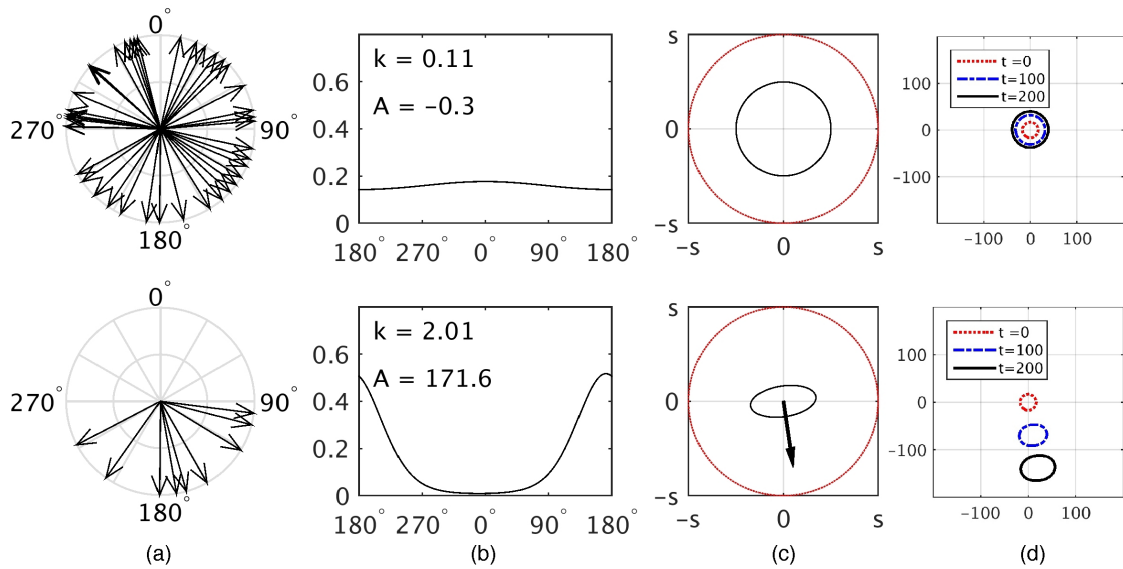 0°
270°
90°
180°
k = 0.11
A = −0.3
0.8
0.6
0.4
0.2
0
180° 270° 0° 90° 180°
s
0
−s
−s 0 s
t =0
t=100
t=200
100
0
−100
−100 0 100
0°
270°
90°
180°
k = 2.01
A = 171.6
0.6
0.4
0.2
0
180° 270° 0° 90° 180°
s
0
−s
−s 0 s
t =0
t=100
t=200
100
0
-100
−100 0 100
(a) (b) (c) (d)